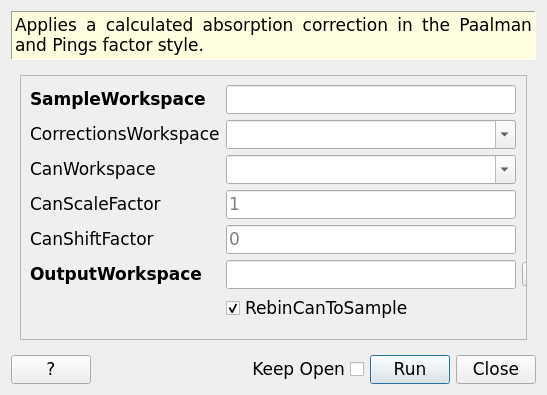 Applies a calculated absorption correction in the Paalman
and Pings factor style.
SampleWorkspace
CorrectionsWorkspace
CanWorkspace
CanScaleFactor 1
CanShiftFactor 0
OutputWorkspace
RebinCanToSample
? Keep Open Run Close